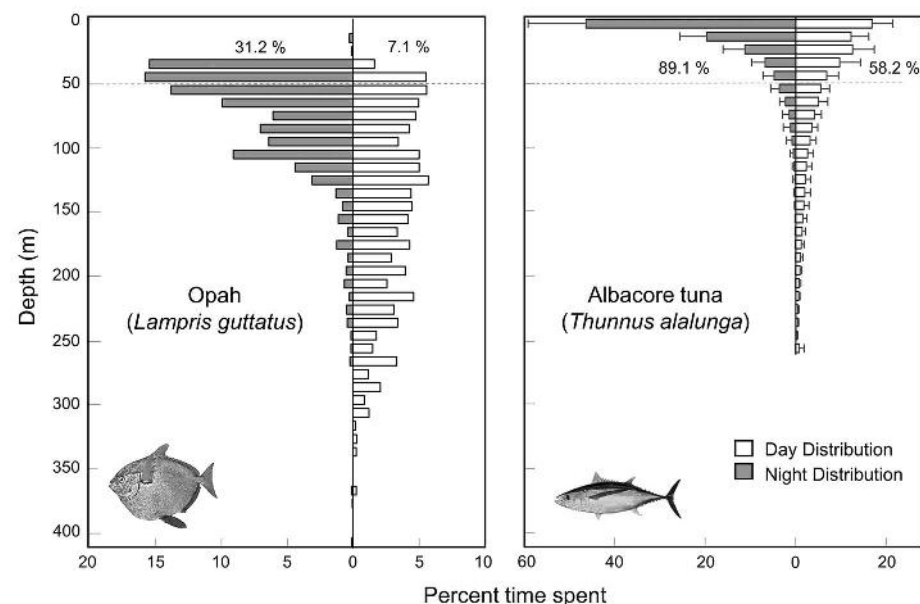 31.2 %
7.1 %
89.1 %
58.2 %
0
50
100
150
200
250
300
350
400
Depth (m)
Opah
(Lampris guttatus)
Albacore tuna
(Thunnus alalunga)
Day Distribution
Night Distribution
20 15 10 5 0 5 10
60 40 20 0 20
Percent time spent